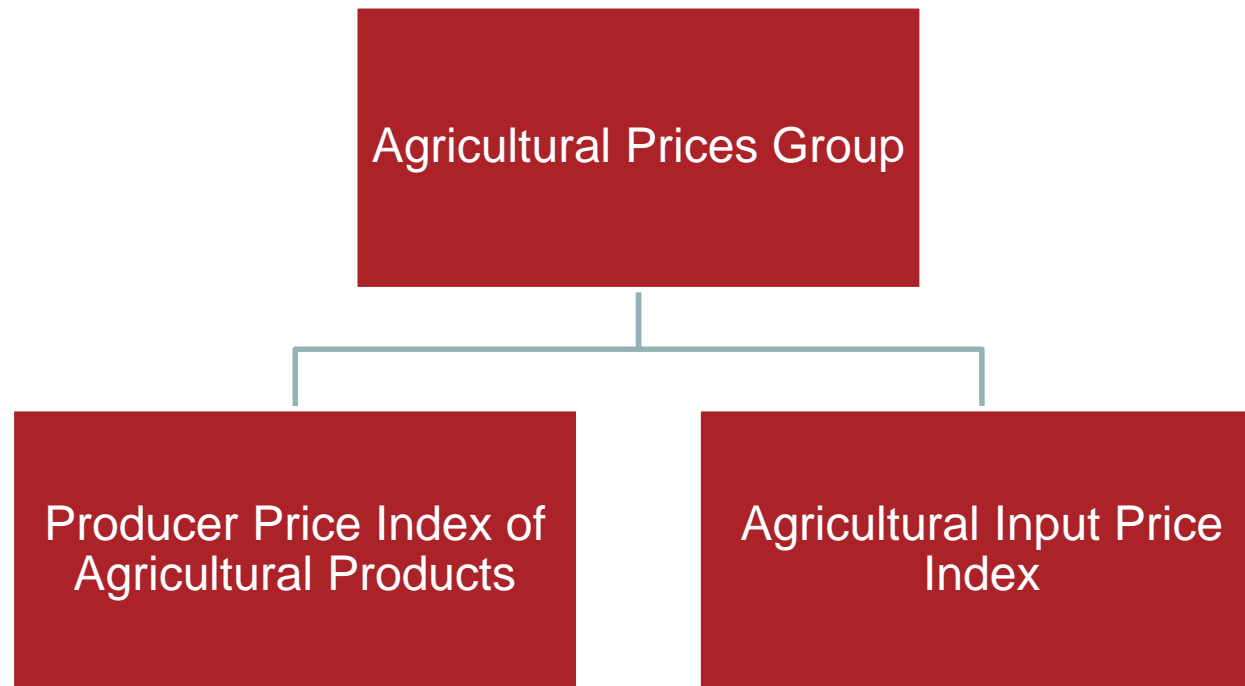 Agricultural Prices Group
Producer Price Index of
Agricultural Products
Agricultural Input Price
Index